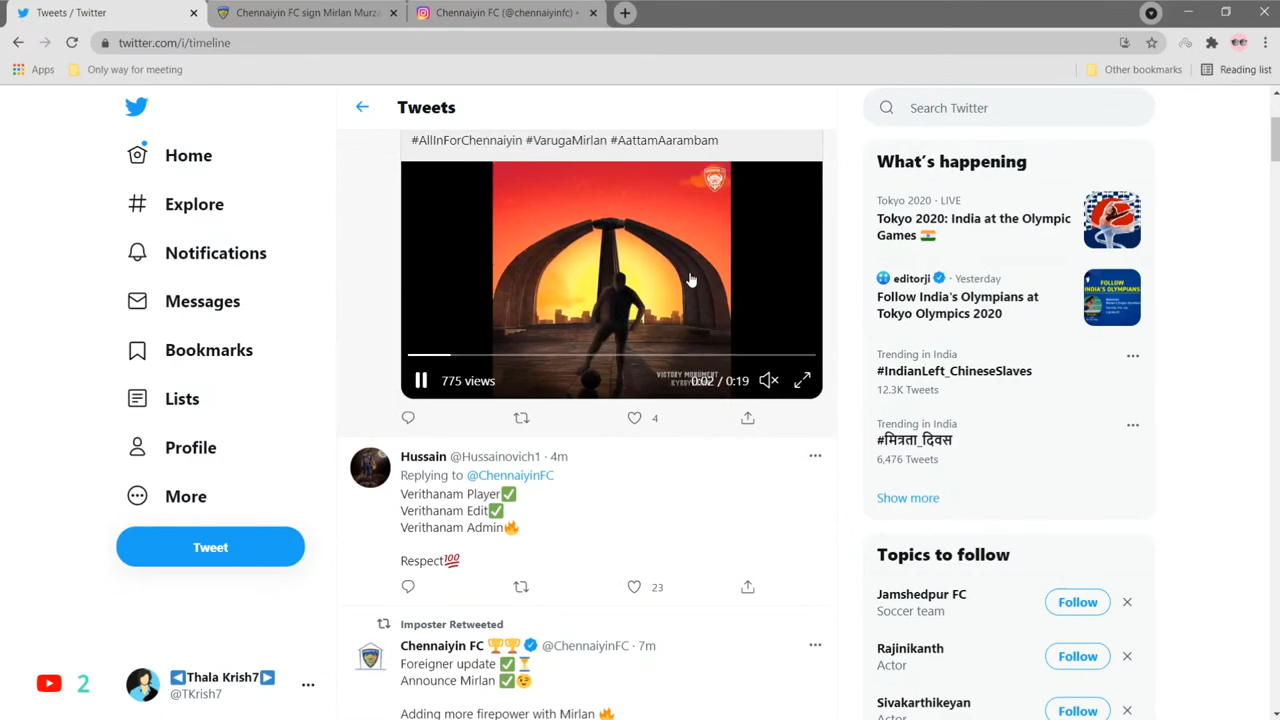 Tweets / Twitter
Chennaiyin FC sign Mirlan Murza
Chennaiyin FC (@chennaiyinfc) •
twitter.com/i/timeline
Apps
Only way for meeting
Other bookmarks
Reading list
Home
Explore
Notifications
Messages
Bookmarks
Lists
Profile
More
Tweet
2
Thala Krish7
@TKrish7
Tweets
#AllInForChennaiyin #VarugaMirlan #AattamAarambam
VICTORY MONUMENT
775 views
0:02 / 0:19
4
Hussain @Hussainovich1 · 4m
Replying to @ChennaiyinFC
Verithanam Player✅
Verithanam Edit✅
Verithanam Admin🔥
Respect💯
23
Imposter Retweeted
Chennaiyin FC 🏆🏆 @ChennaiyinFC · 7m
Foreigner update ✅⏳
Announce Mirlan ✅😉
Adding more firepower with Mirlan 🔥
Search Twitter
What's happening
Tokyo 2020 · LIVE
Tokyo 2020: India at the Olympic
Games 🇮🇳
editorji · Yesterday
Follow India's Olympians at
Tokyo Olympics 2020
Trending in India
#IndianLeft_ChineseSlaves
12.3K Tweets
Trending in India
#मित्रता_दिवस
6,476 Tweets
Show more
Topics to follow
Jamshedpur FC
Soccer team
Follow
Rajinikanth
Actor
Follow
Sivakarthikeyan
Actor
Follow